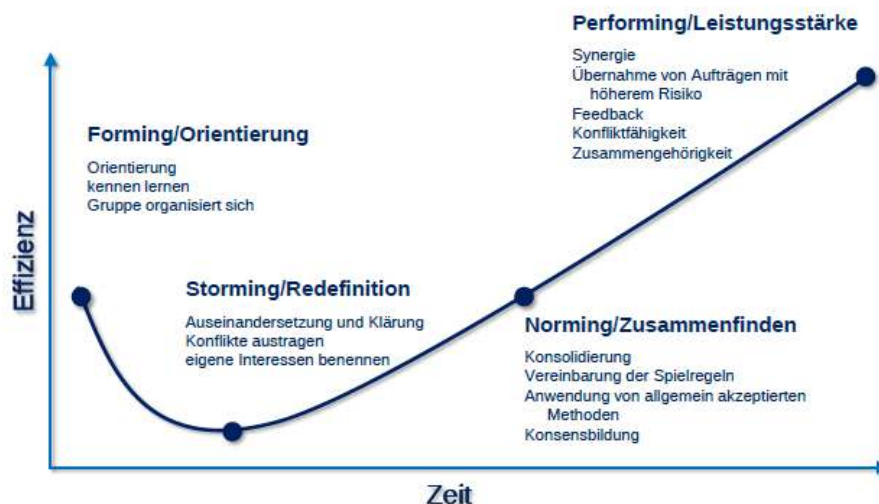 Performing/Leistungsstärke
Synergie
Übernahme von Aufträgen mit
höherem Risiko
Feedback
Konfliktfähigkeit
Zusammengehörigkeit
Forming/Orientierung
Orientierung
kennen lernen
Gruppe organisiert sich
Effizienz
Storming/Redefinition
Auseinandersetzung und Klärung
Konflikte austragen
eigene Interessen benennen
Norming/Zusammenfinden
Konsolidierung
Vereinbarung der Spielregeln
Anwendung von allgemein akzeptierten
Methoden
Konsensbildung
Zeit